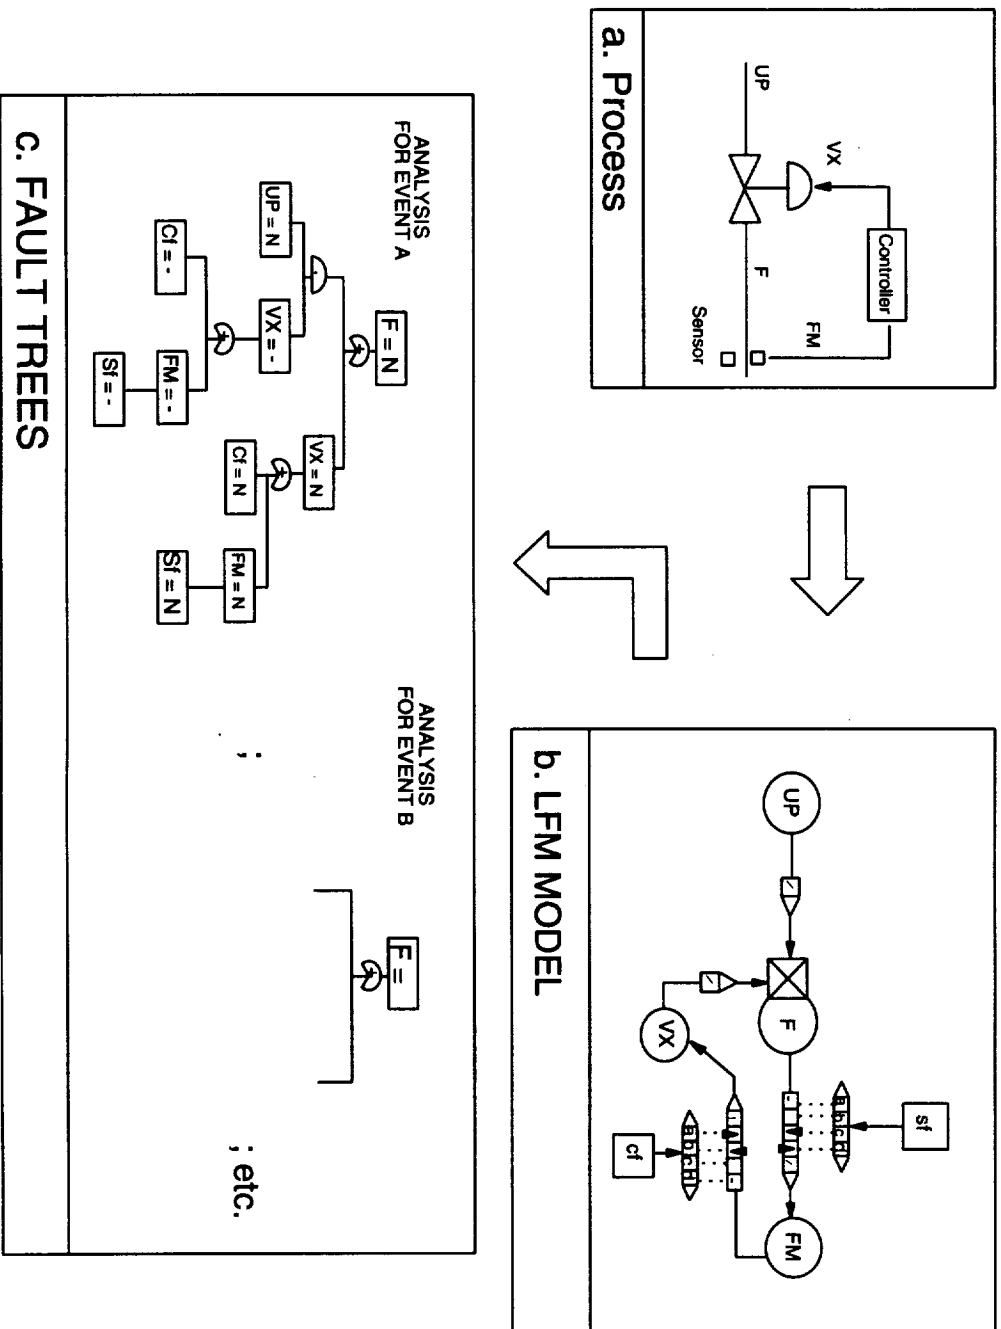 UP
VX
Controller
F
FM
Sensor
a. Process
UP
F
VX
FM
sf
a b c d
a b c d
cf
b. LFM MODEL
ANALYSIS
FOR EVENT A
F = N
UP = N
VX = -
VX = N
Cf = -
FM = -
Cf = N
FM = N
Sf = -
Sf = N
ANALYSIS
FOR EVENT B
;
F =
; etc.
c. FAULT TREES